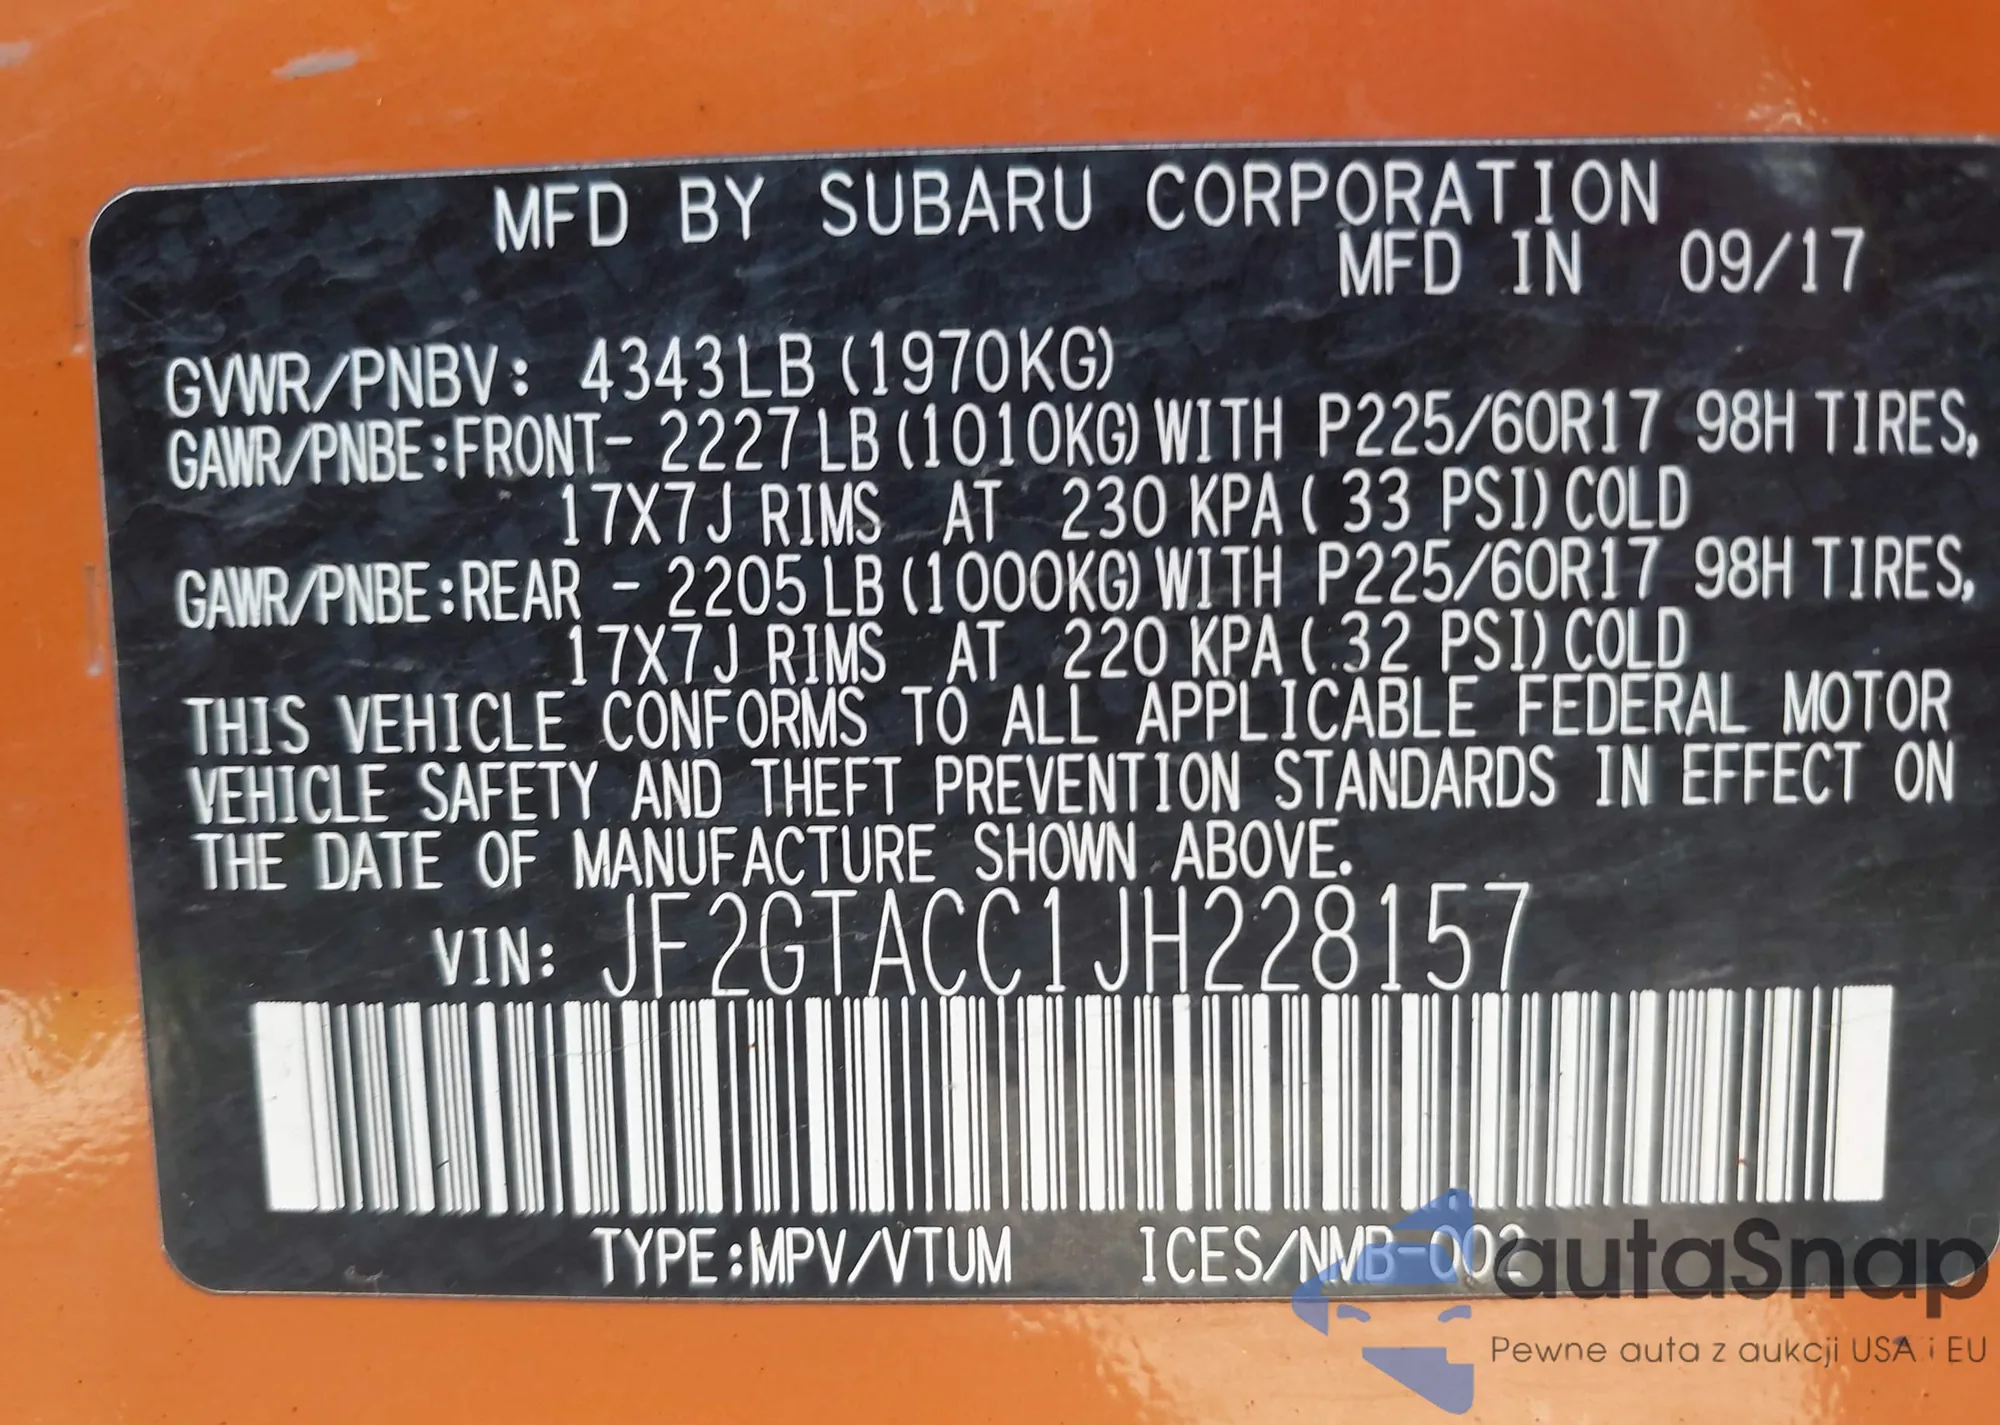 MFD BY SUBARU CORPORATION
MFD IN 09/17
GVWR/PNBV: 4343LB (1970KG)
GAWR/PNBE:FRONT- 2227LB (1010KG) WITH P225/60R17 98H TIRES,
17X7J RIMS AT 230 KPA ( 33 PSI) COLD
GAWR/PNBE:REAR - 2205LB (1000KG) WITH P225/60R17 98H TIRES,
17X7J RIMS AT 220 KPA ( 32 PSI) COLD
THIS VEHICLE CONFORMS TO ALL APPLICABLE FEDERAL MOTOR
VEHICLE SAFETY AND THEFT PREVENTION STANDARDS IN EFFECT ON
THE DATE OF MANUFACTURE SHOWN ABOVE.
VIN: JF2GTACC1JH228157
TYPE:MPV/VTUM ICES/NMB-002
autaSnap
Pewne auta z aukcji USA i EU